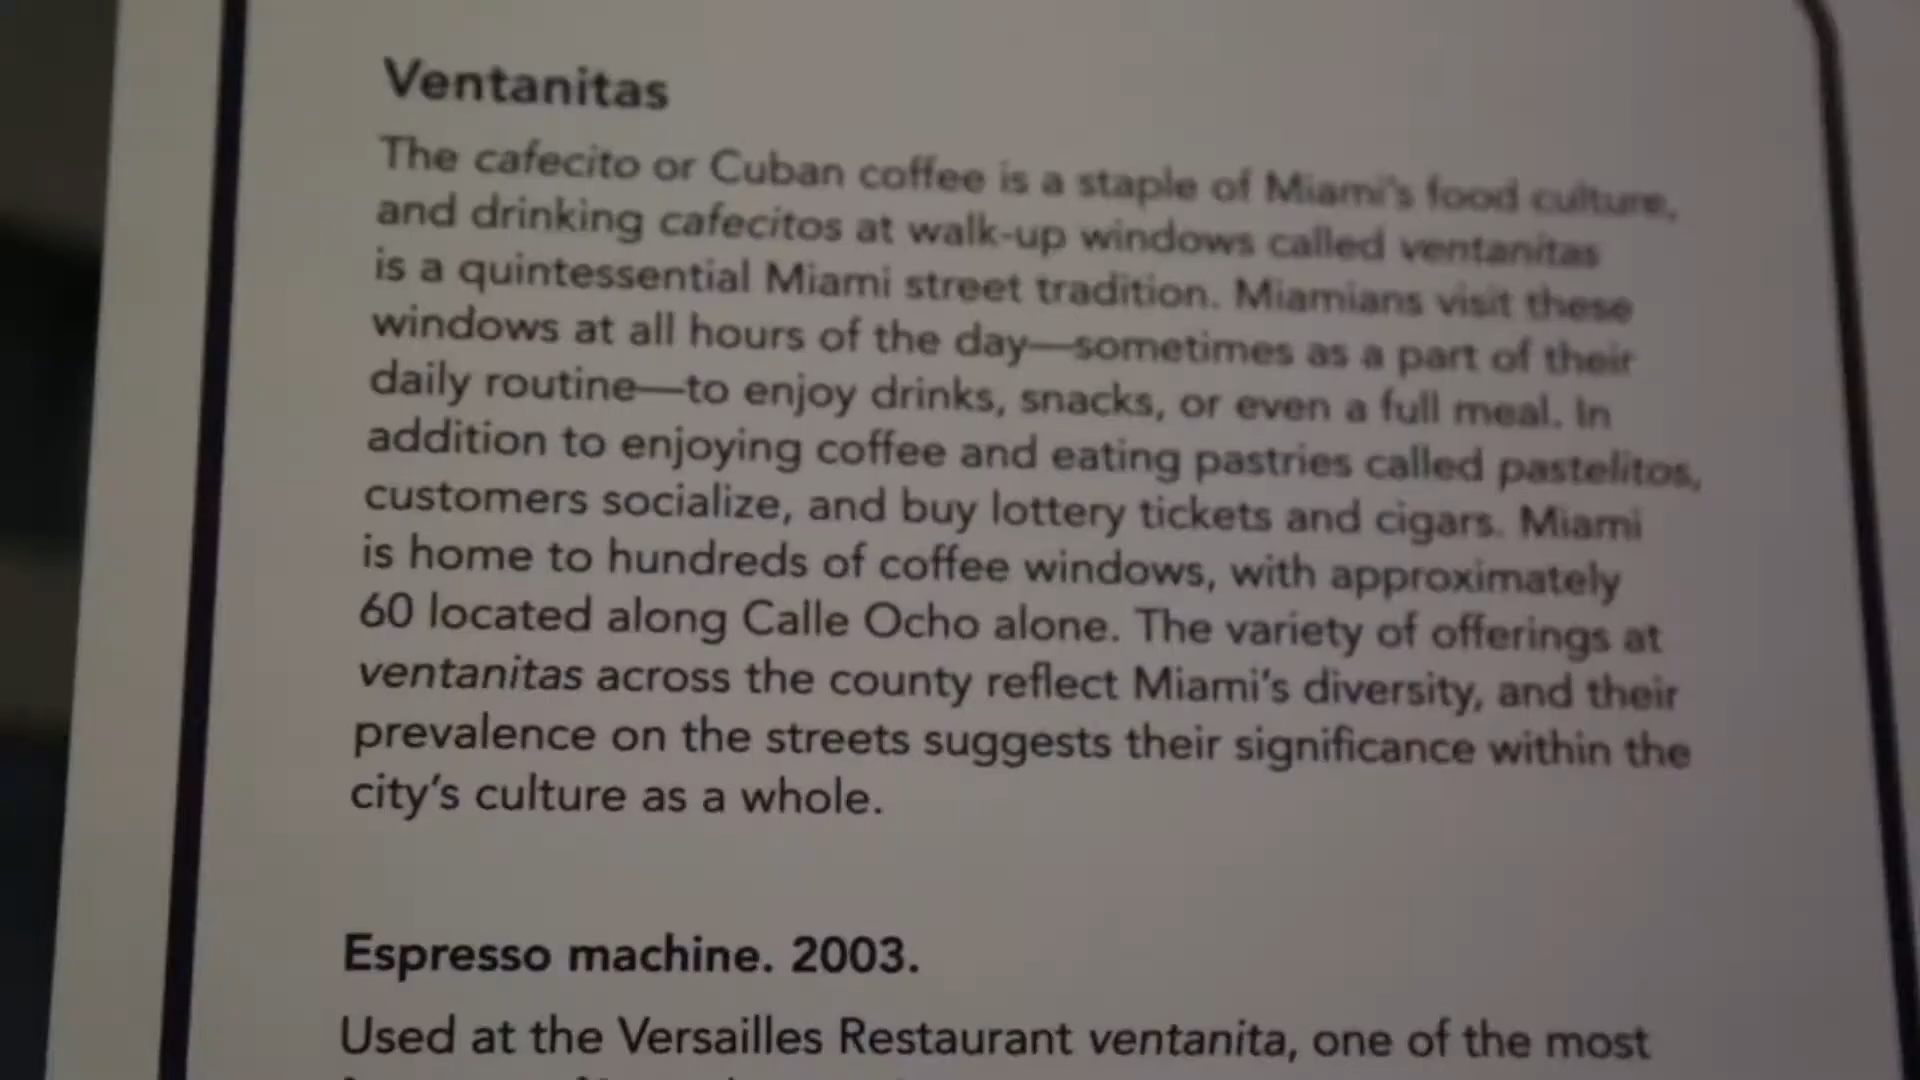 Ventanitas
The cafecito or Cuban coffee is a staple of Miami's food culture,
and drinking cafecitos at walk-up windows called ventanitas
is a quintessential Miami street tradition. Miamians visit these
windows at all hours of the day—sometimes as a part of their
daily routine—to enjoy drinks, snacks, or even a full meal. In
addition to enjoying coffee and eating pastries called pastelitos,
customers socialize, and buy lottery tickets and cigars. Miami
is home to hundreds of coffee windows, with approximately
60 located along Calle Ocho alone. The variety of offerings at
ventanitas across the county reflect Miami's diversity, and their
prevalence on the streets suggests their significance within the
city's culture as a whole.
Espresso machine. 2003.
Used at the Versailles Restaurant ventanita, one of the most